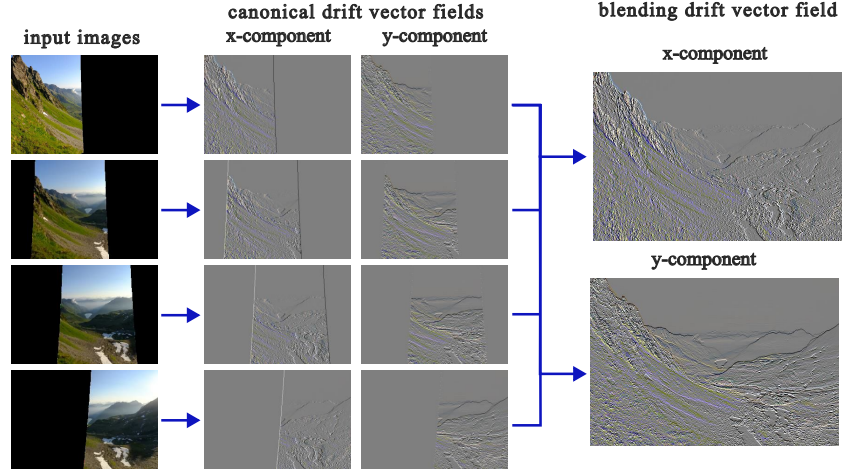 canonical drift vector fields
blending drift vector field
input images
x-component
y-component
x-component
y-component